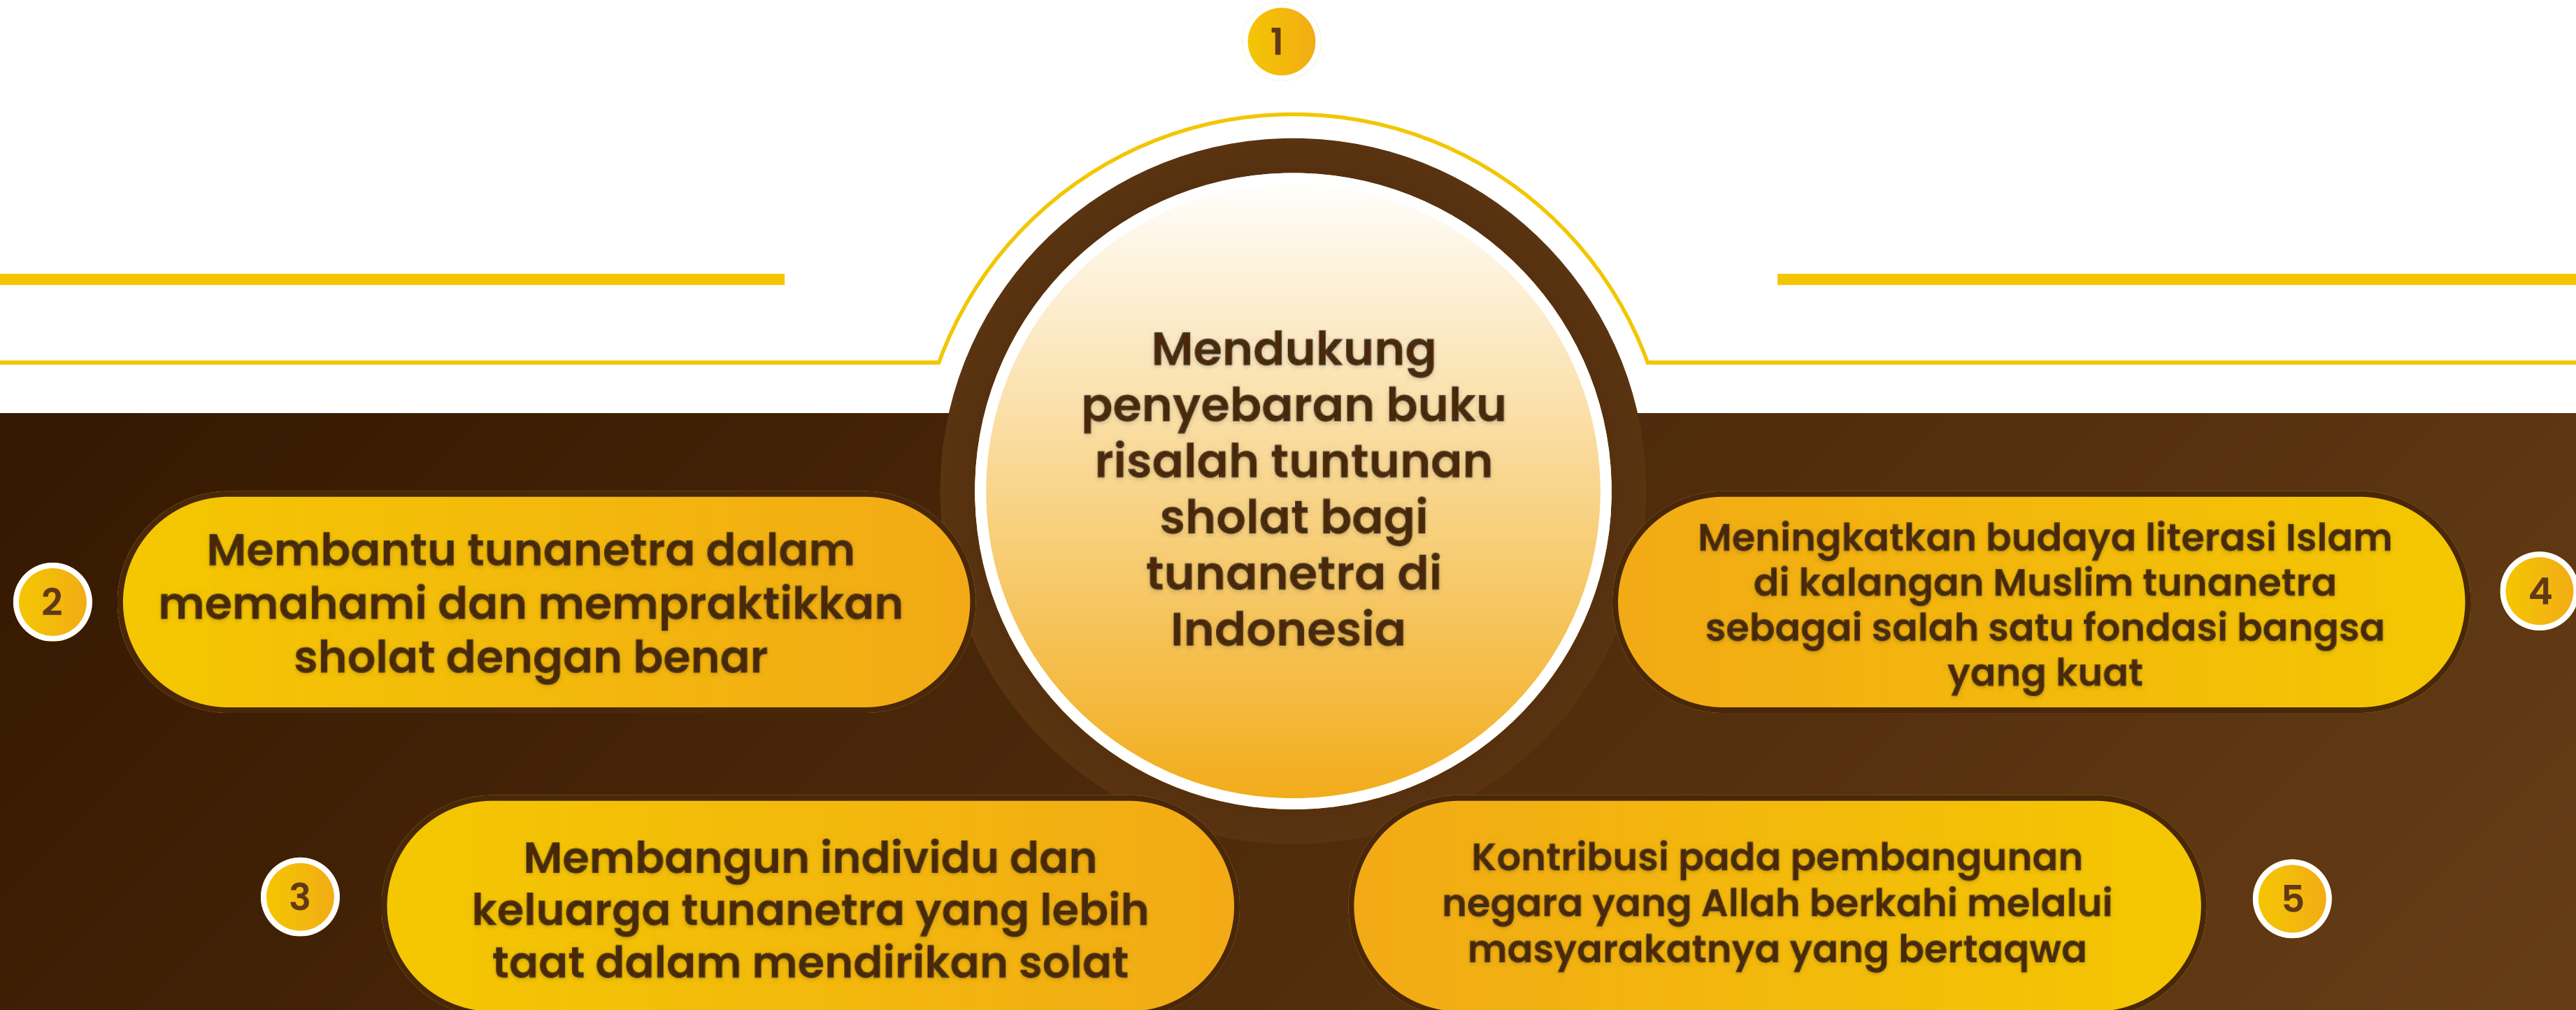 1
Mendukung
penyebaran buku
risalah tuntunan
sholat bagi
tunanetra di
Indonesia
2
Membantu tunanetra dalam
memahami dan mempraktikkan
sholat dengan benar
3
Membangun individu dan
keluarga tunanetra yang lebih
taat dalam mendirikan solat
4
Meningkatkan budaya literasi Islam
di kalangan Muslim tunanetra
sebagai salah satu fondasi bangsa
yang kuat
5
Kontribusi pada pembangunan
negara yang Allah berkahi melalui
masyarakatnya yang bertaqwa